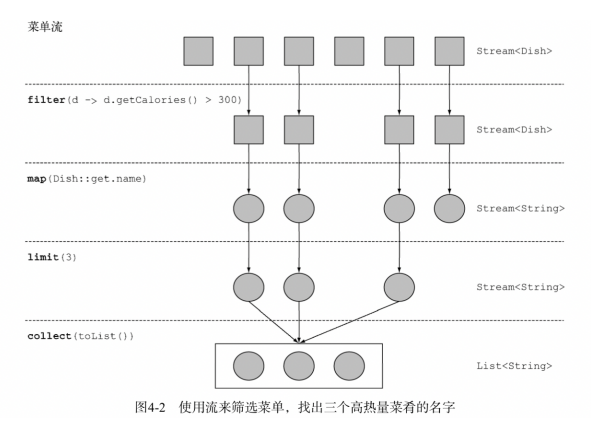 菜单流
Stream<Dish>
filter(d -> d.getCalories() > 300)
Stream<Dish>
map(Dish::get.name)
Stream<String>
limit(3)
Stream<String>
collect(toList())
List<String>
图4-2 使用流来筛选菜单，找出三个高热量菜肴的名字